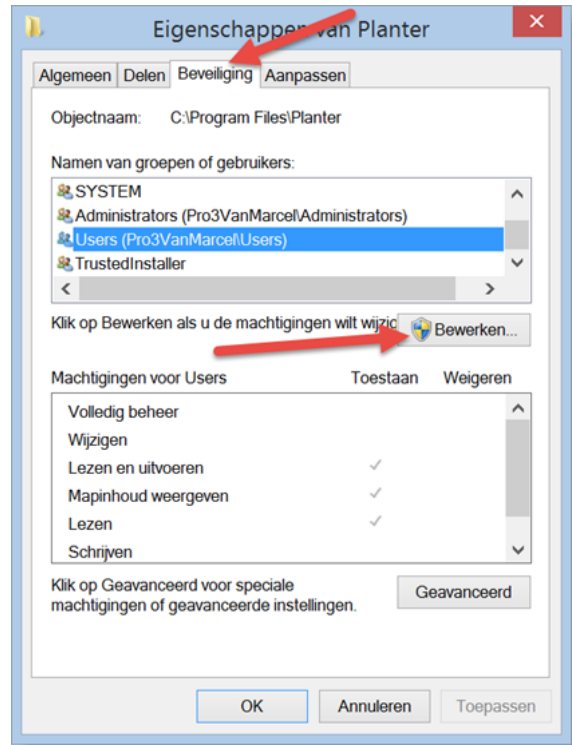 Eigenschappen van Planter
Algemeen Delen Beveiliging Aanpassen
Objectnaam: C:\Program Files\Planter
Namen van groepen of gebruikers:
SYSTEM
Administrators (Pro3VanMarcel\Administrators)
Users (Pro3VanMarcel\Users)
TrustedInstaller
Klik op Bewerken als u de machtigingen wilt Bewerken...
Machtigingen voor Users Toestaan Weigeren
Volledig beheer
Wijzigen
Lezen en uitvoeren
Mapinhoud weergeven
Lezen
Schrijven
Klik op Geavanceerd voor speciale
machtigingen of geavanceerde instellingen.
Geavanceerd
OK Annuleren Toepassen